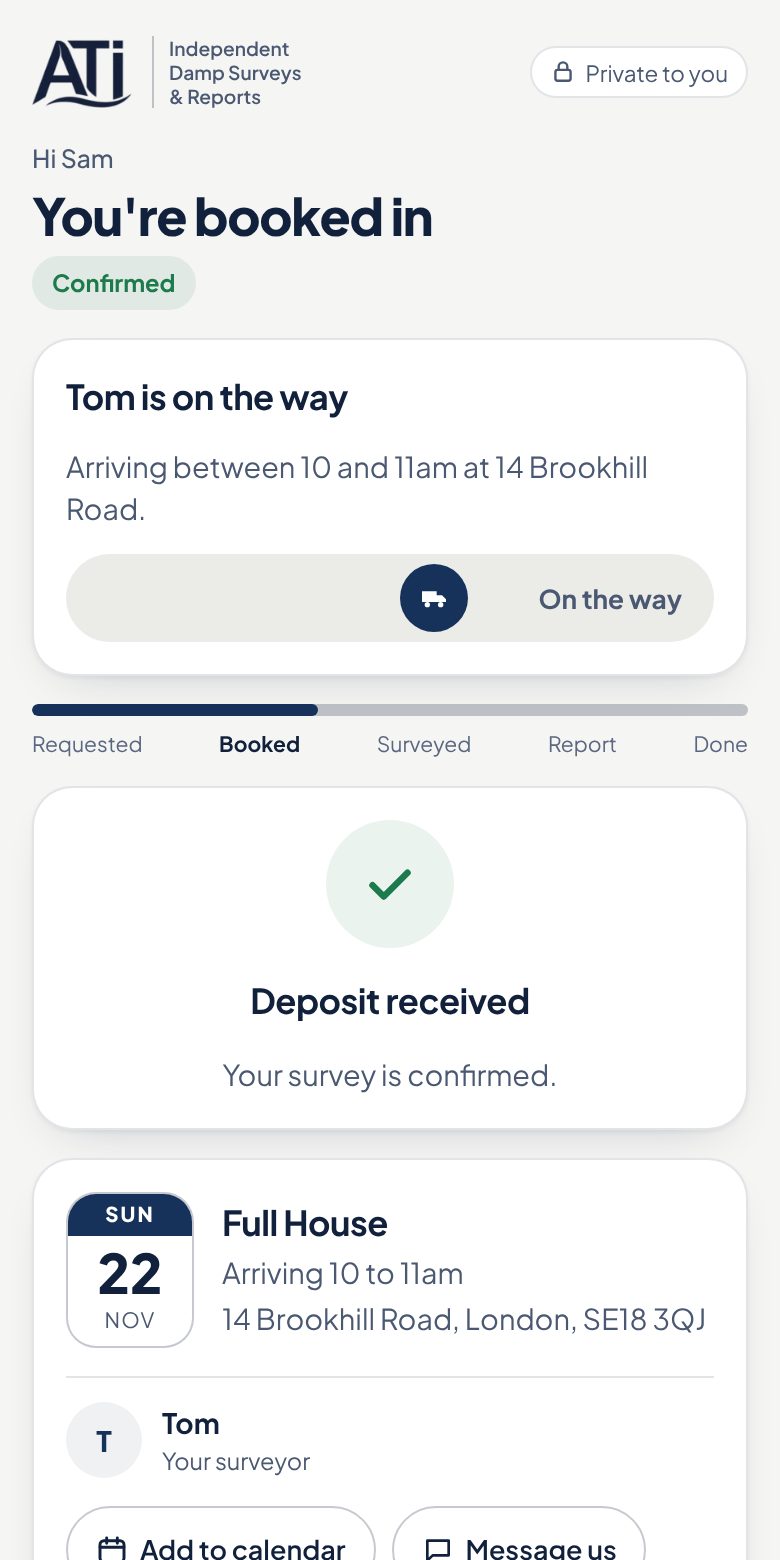 ATi
Independent
Damp Surveys
& Reports
Private to you
Hi Sam
You're booked in
Confirmed
Tom is on the way
Arriving between 10 and 11am at 14 Brookhill
Road.
On the way
Requested
Booked
Surveyed
Report
Done
Deposit received
Your survey is confirmed.
SUN
22
NOV
Full House
Arriving 10 to 11am
14 Brookhill Road, London, SE18 3QJ
T
Tom
Your surveyor
Add to calendar
Message us